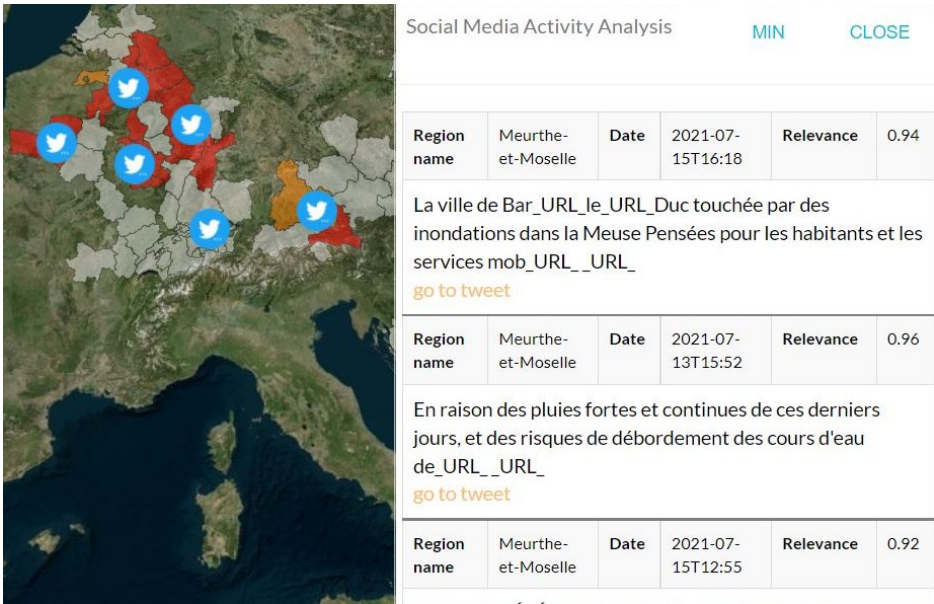 Social Media Activity Analysis MIN CLOSE
Region name Meurthe-et-Moselle Date 2021-07-15T16:18 Relevance 0.94
La ville de Bar_URL_le_URL_Duc touchée par des
inondations dans la Meuse Pensées pour les habitants et les
services mob_URL_ _URL_
go to tweet
Region name Meurthe-et-Moselle Date 2021-07-13T15:52 Relevance 0.96
En raison des pluies fortes et continues de ces derniers
jours, et des risques de débordement des cours d'eau
de_URL_ _URL_
go to tweet
Region name Meurthe-et-Moselle Date 2021-07-15T12:55 Relevance 0.92